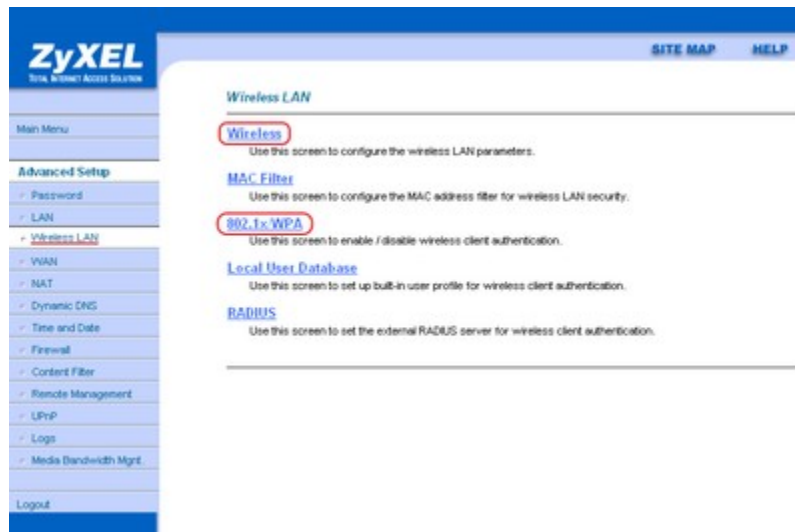 ZyXEL
TOTAL INTERNET ACCESS SOLUTION
SITE MAP
HELP
Main Menu
Advanced Setup
Password
LAN
Wireless LAN
WAN
NAT
Dynamic DNS
Time and Date
Firewall
Content Filter
Remote Management
UPnP
Logs
Media Bandwidth Mgnt.
Logout
Wireless LAN
Wireless
Use this screen to configure the wireless LAN parameters.
MAC Filter
Use this screen to configure the MAC address filter for wireless LAN security.
802.1x/WPA
Use this screen to enable / disable wireless client authentication.
Local User Database
Use this screen to set up built-in user profile for wireless client authentication.
RADIUS
Use this screen to set the external RADIUS server for wireless client authentication.